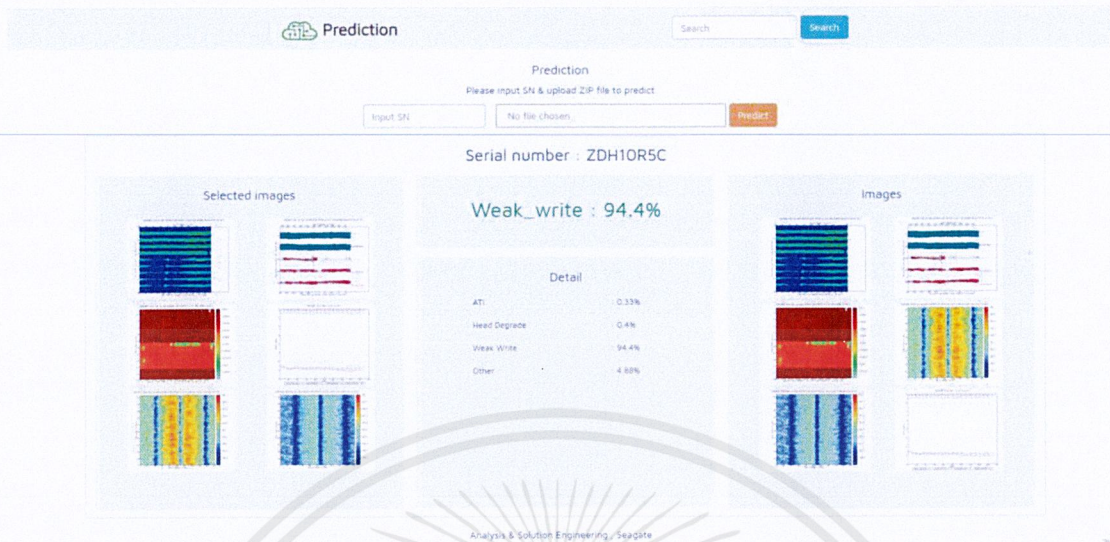 Prediction
Search
Search
Prediction
Please input SN & upload ZIP file to predict
Input SN
No file chosen
Predict
Serial number : ZDH10R5C
Selected images
Weak_write : 94.4%
Detail
ATI : 0.33%
Head Degrade : 0.4%
Weak Write : 94.4%
Other : 4.88%
Images
Analysis & Solution Engineering , Seagate